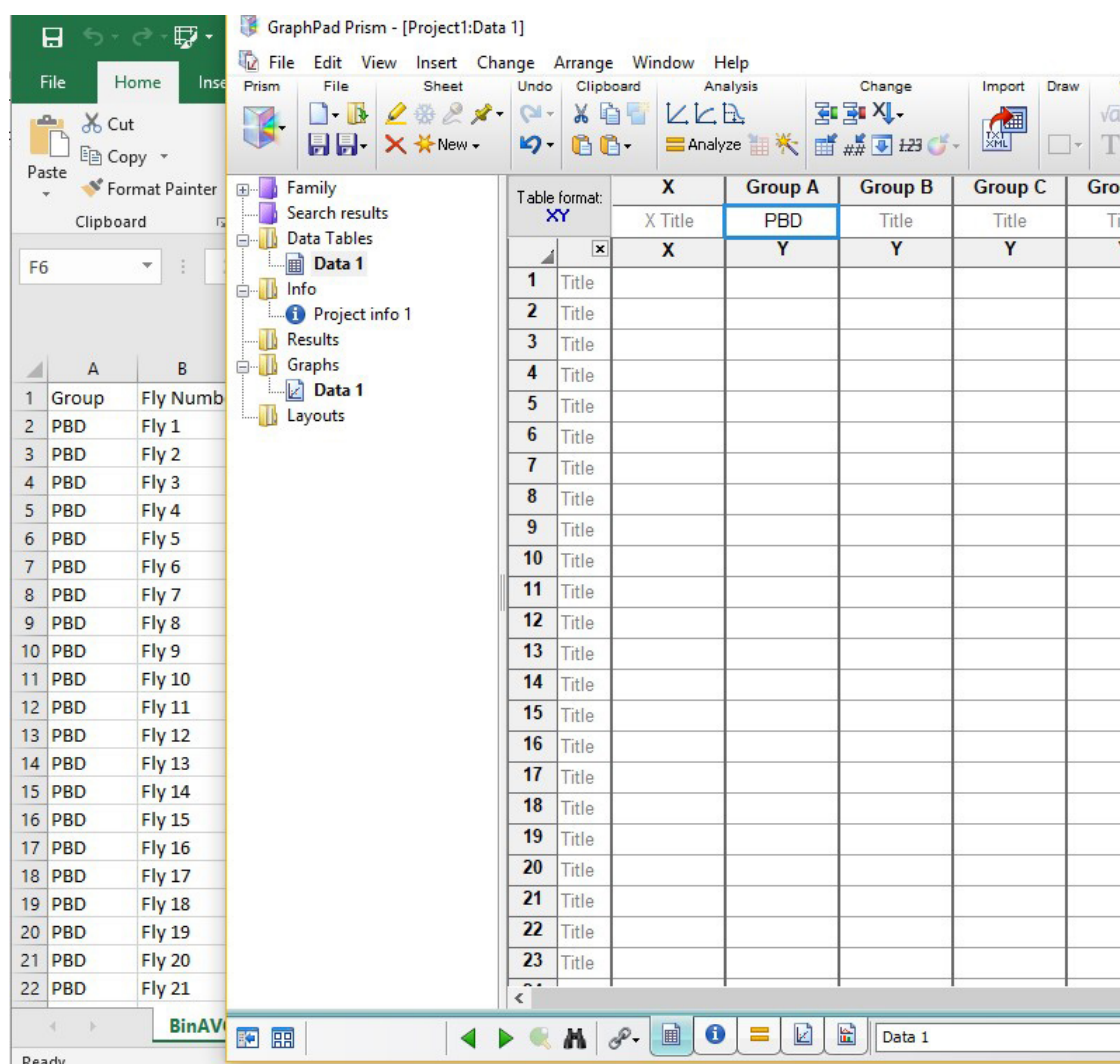 GraphPad Prism - [Project1:Data 1]
File Edit View Insert Change Arrange Window Help
Prism File Sheet Undo Clipboard Analysis Change Import Draw
New
Analyze
123
TXT
XML
File Home Inse
Cut
Copy
Paste
Format Painter
Clipboard
F6
A B
1 Group Fly Numb
2 PBD Fly 1
3 PBD Fly 2
4 PBD Fly 3
5 PBD Fly 4
6 PBD Fly 5
7 PBD Fly 6
8 PBD Fly 7
9 PBD Fly 8
10 PBD Fly 9
11 PBD Fly 10
12 PBD Fly 11
13 PBD Fly 12
14 PBD Fly 13
15 PBD Fly 14
16 PBD Fly 15
17 PBD Fly 16
18 PBD Fly 17
19 PBD Fly 18
20 PBD Fly 19
21 PBD Fly 20
22 PBD Fly 21
BinAV
Family
Search results
Data Tables
Data 1
Info
Project info 1
Results
Graphs
Data 1
Layouts
Table format:
XY
X Group A Group B Group C Gro
X Title PBD Title Title
X Y Y Y
1 Title
2 Title
3 Title
4 Title
5 Title
6 Title
7 Title
8 Title
9 Title
10 Title
11 Title
12 Title
13 Title
14 Title
15 Title
16 Title
17 Title
18 Title
19 Title
20 Title
21 Title
22 Title
23 Title
Data 1